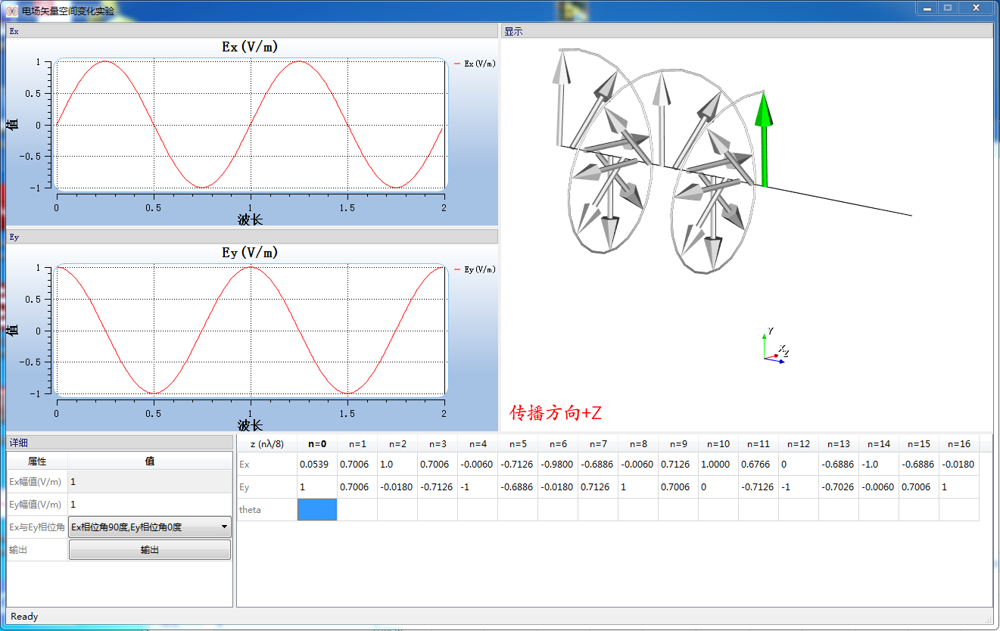 电场矢量空间变化实验
Ex
Ex(V/m)
Ex(V/m)
值
1
0.5
0
-0.5
-1
0 0.5 1 1.5 2
波长
Ey
Ey(V/m)
Ey(V/m)
值
1
0.5
0
-0.5
-1
0 0.5 1 1.5 2
波长
显示
Y
X
Z
传播方向+Z
详细
属性 值
Ex幅值(V/m) 1
Ey幅值(V/m) 1
Ex与Ey相位角 Ex相位角90度,Ey相位角0度
输出 输出
z (nλ/8) n=0 n=1 n=2 n=3 n=4 n=5 n=6 n=7 n=8 n=9 n=10 n=11 n=12 n=13 n=14 n=15 n=16
Ex 0.0539 0.7006 1.0 0.7006 -0.0060 -0.7126 -0.9800 -0.6886 -0.0060 0.7126 1.0000 0.6766 0 -0.6886 -1.0 -0.6886 -0.0180
Ey 1 0.7006 -0.0180 -0.7126 -1 -0.6886 -0.0180 0.7126 1 0.7006 0 -0.7126 -1 -0.7026 -0.0060 0.7006 1
theta
Ready